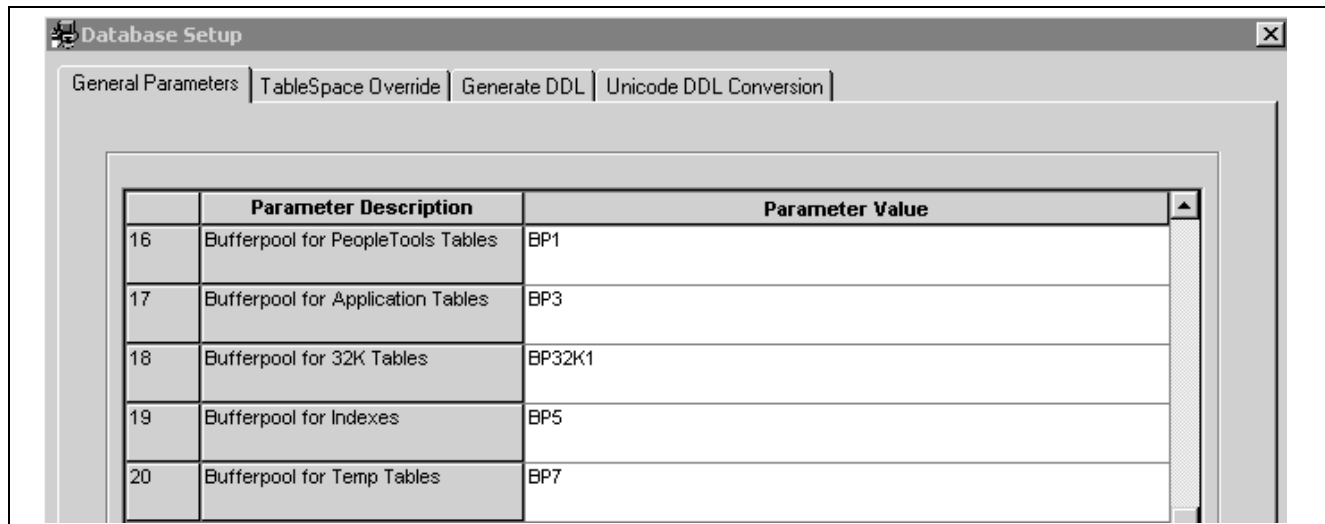 Database Setup
General Parameters TableSpace Override Generate DDL Unicode DDL Conversion
Parameter Description Parameter Value
16 Bufferpool for PeopleTools Tables BP1
17 Bufferpool for Application Tables BP3
18 Bufferpool for 32K Tables BP32K1
19 Bufferpool for Indexes BP5
20 Bufferpool for Temp Tables BP7